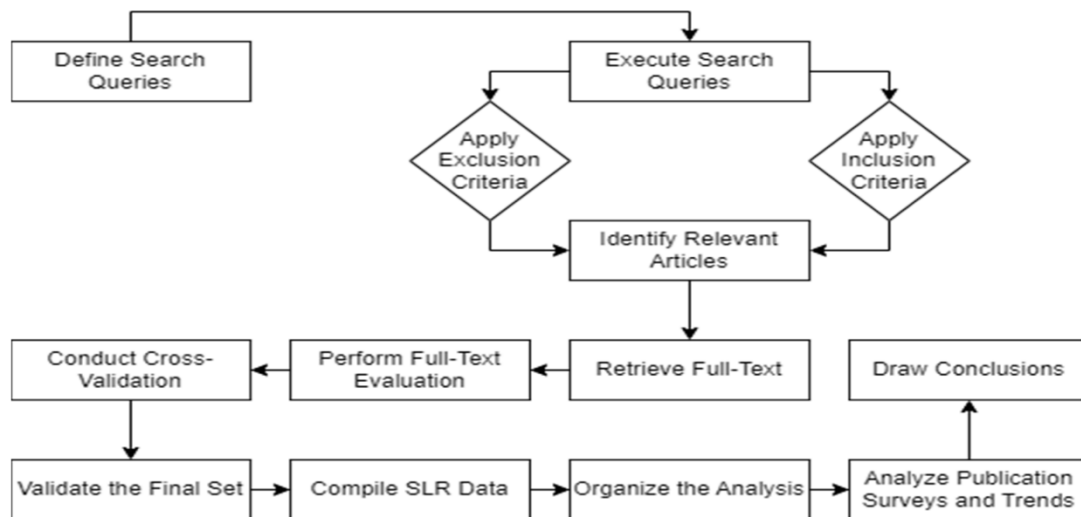 Define Search
Queries
Execute Search
Queries
Apply
Exclusion
Criteria
Apply
Inclusion
Criteria
Identify Relevant
Articles
Conduct Cross-
Validation
Perform Full-Text
Evaluation
Retrieve Full-Text
Draw Conclusions
Validate the Final Set
Compile SLR Data
Organize the Analysis
Analyze Publication
Surveys and Trends